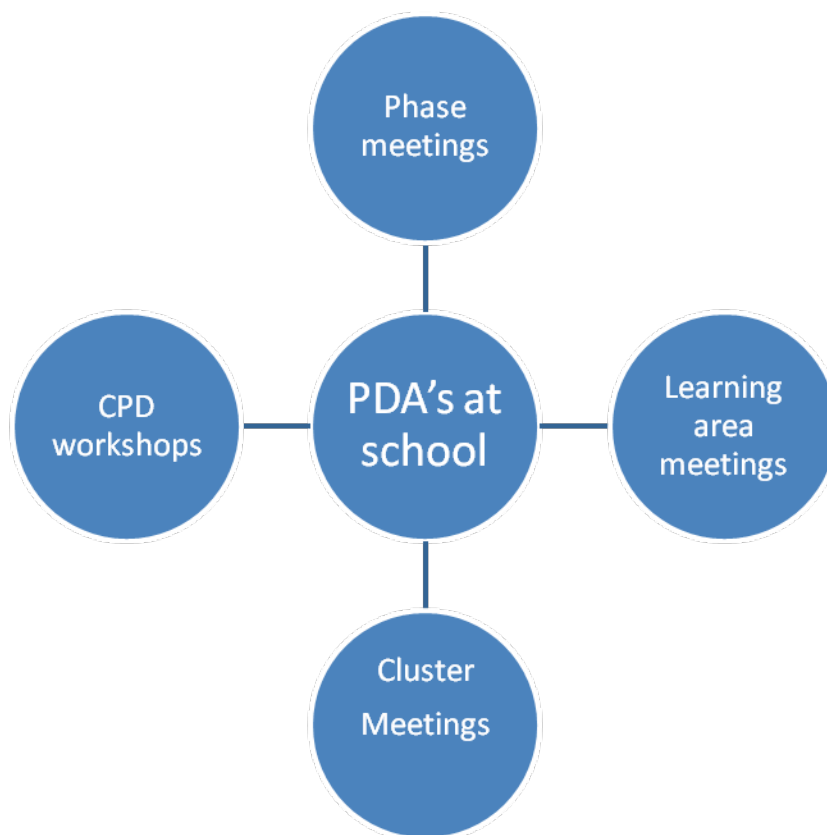 Phase
meetings
CPD
workshops
PDA's at
school
Learning
area
meetings
Cluster
Meetings